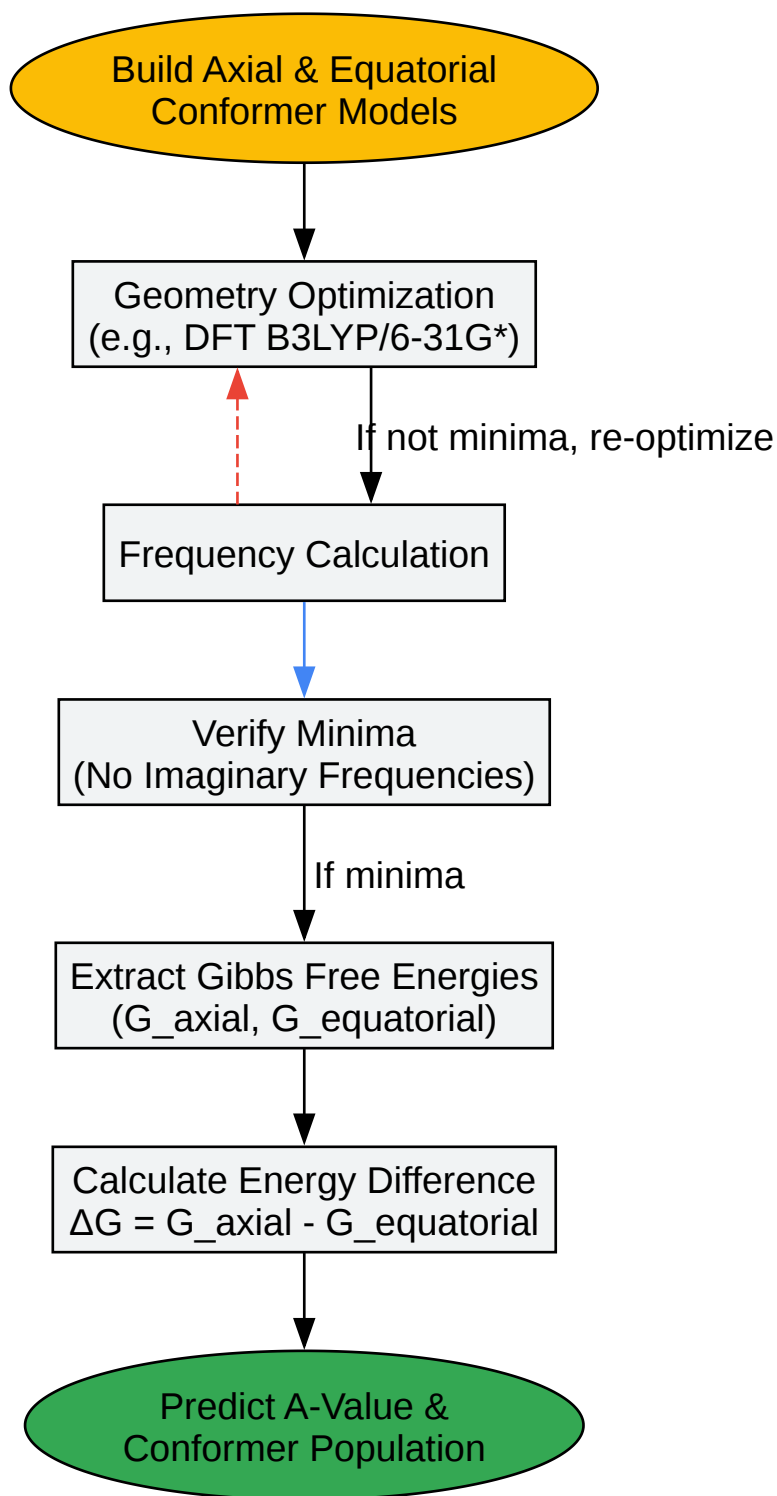 Build Axial & Equatorial
Conformer Models
Geometry Optimization
(e.g., DFT B3LYP/6-31G*)
If not minima, re-optimize
Frequency Calculation
Verify Minima
(No Imaginary Frequencies)
If minima
Extract Gibbs Free Energies
(G_axial, G_equatorial)
Calculate Energy Difference
ΔG = G_axial - G_equatorial
Predict A-Value &
Conformer Population